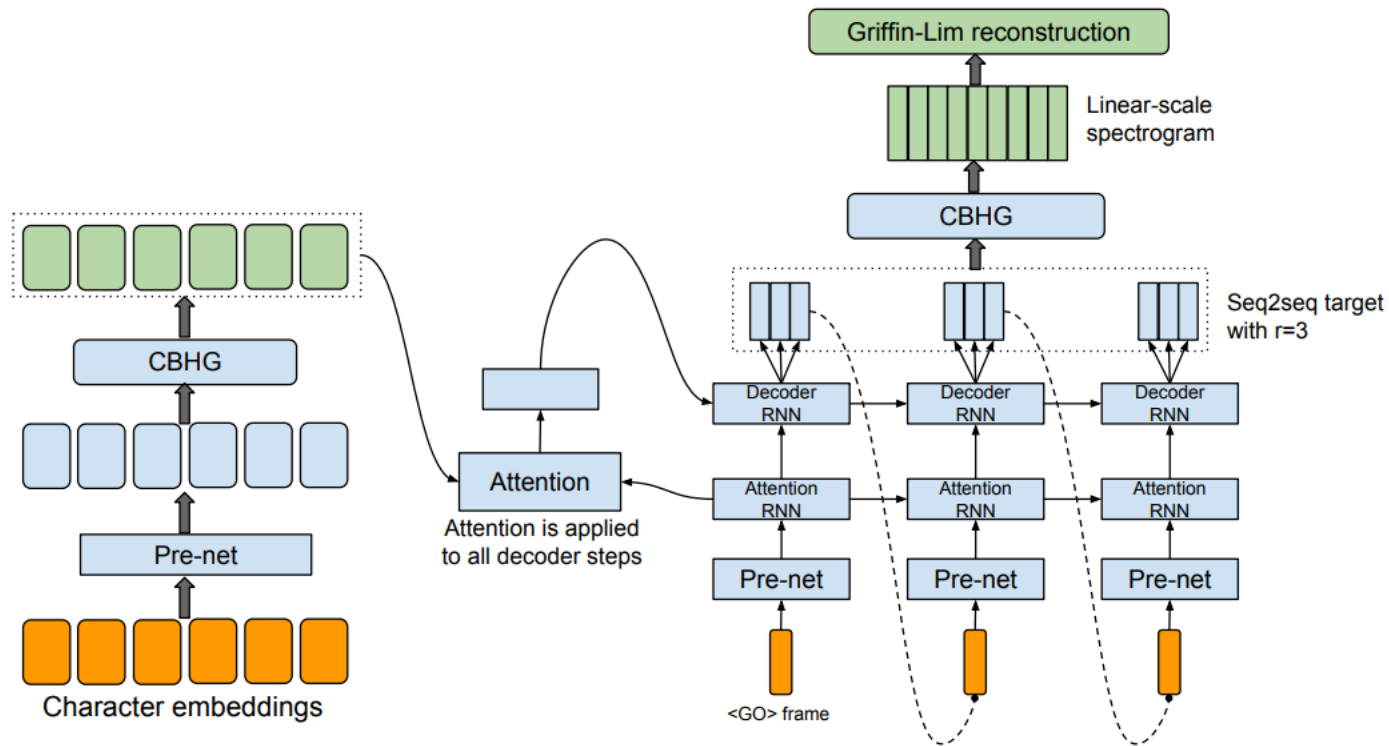 Griffin-Lim reconstruction
Linear-scale
spectrogram
CBHG
Seq2seq target
with r=3
CBHG
Decoder
RNN
Decoder
RNN
Decoder
RNN
Attention
Attention is applied
to all decoder steps
Attention
RNN
Attention
RNN
Attention
RNN
Pre-net
Pre-net
Pre-net
Pre-net
Character embeddings
<GO> frame